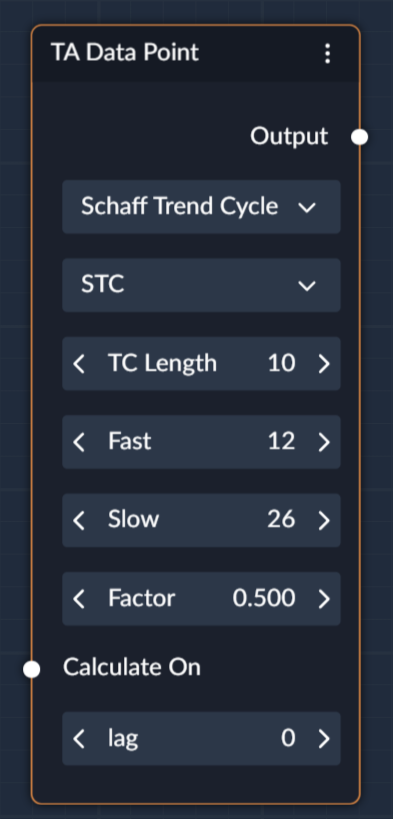 TA Data Point
Output
Schaff Trend Cycle
STC
TC Length 10
Fast 12
Slow 26
Factor 0.500
Calculate On
lag 0